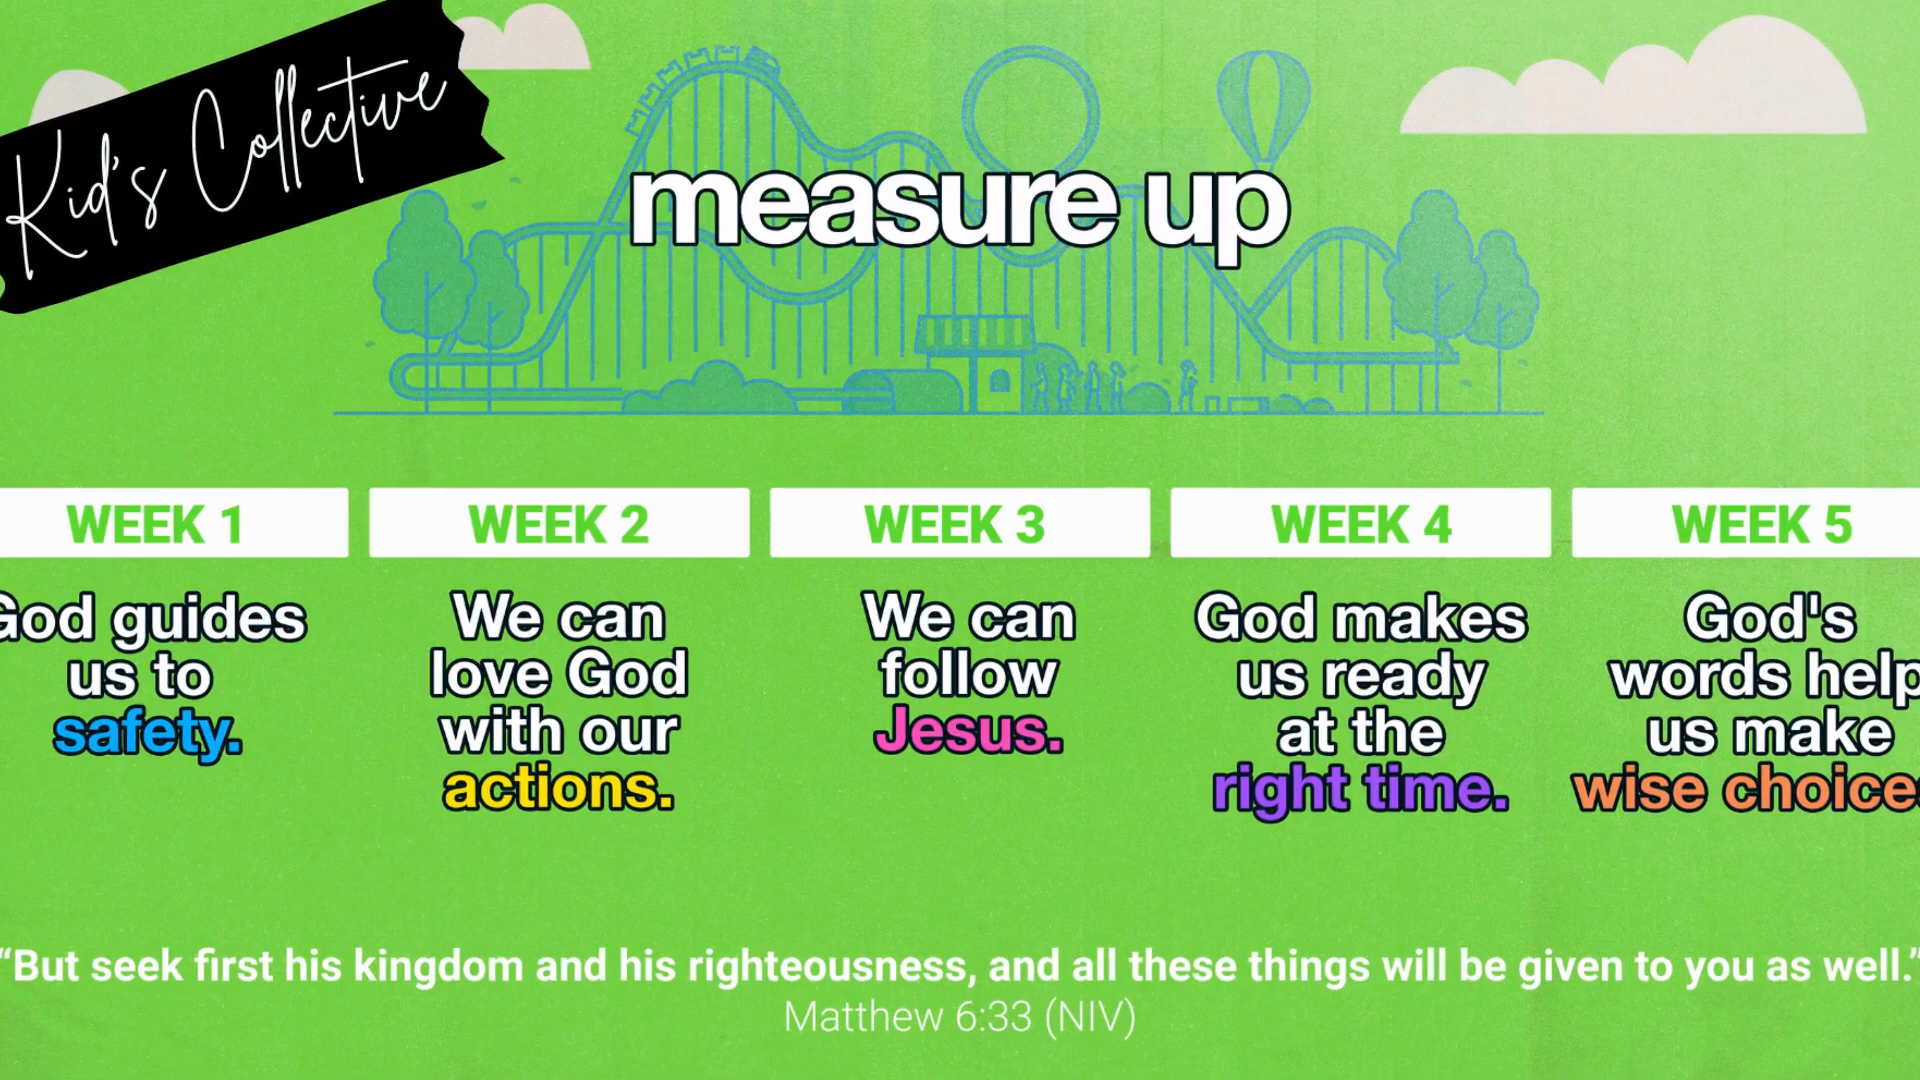 Kid's Collective
measure up
WEEK 1
God guides
us to
safety.
WEEK 2
We can
love God
with our
actions.
WEEK 3
We can
follow
Jesus.
WEEK 4
God makes
us ready
at the
right time.
WEEK 5
God's
words help
us make
wise choices
“But seek first his kingdom and his righteousness, and all these things will be given to you as well.”
Matthew 6:33 (NIV)